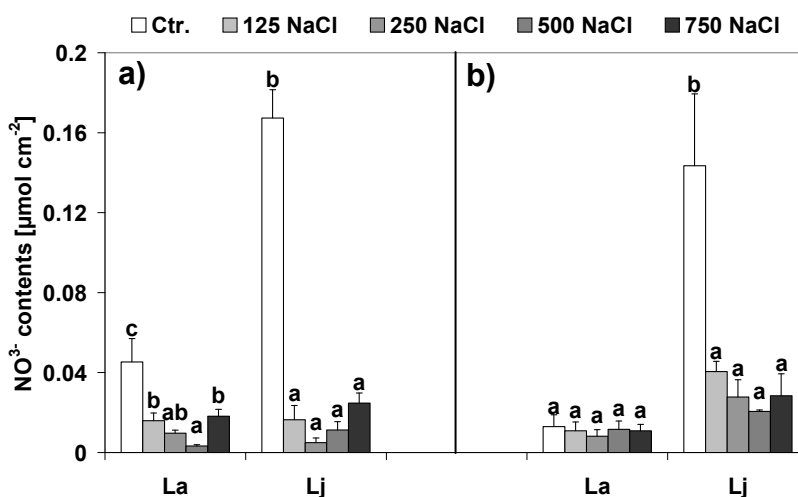 Ctr. 125 NaCl 250 NaCl 500 NaCl 750 NaCl
NO³⁻ contents [µmol cm⁻²]
0.2
0.16
0.12
0.08
0.04
0
a) b)
c b ab a b b a a a a
a a a a a b a a a a
La Lj La Lj